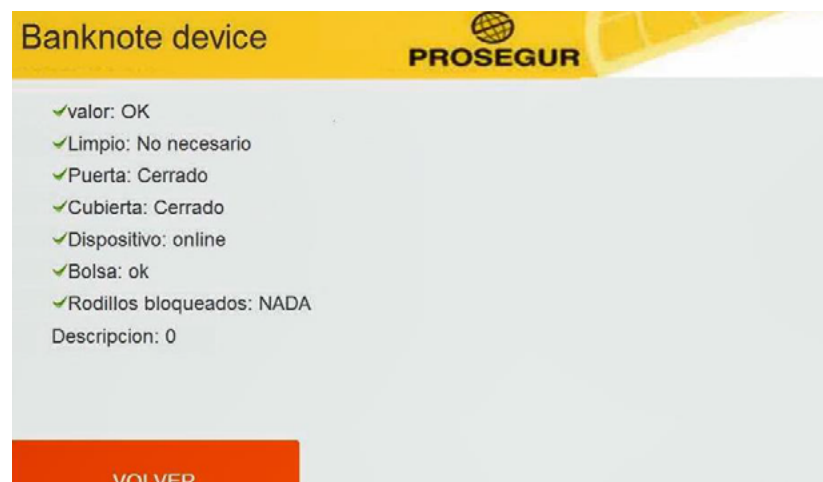 Banknote device
PROSEGUR
valor: OK
Limpio: No necesario
Puerta: Cerrado
Cubierta: Cerrado
Dispositivo: online
Bolsa: ok
Rodillos bloqueados: NADA
Descripcion: 0
VOLVER